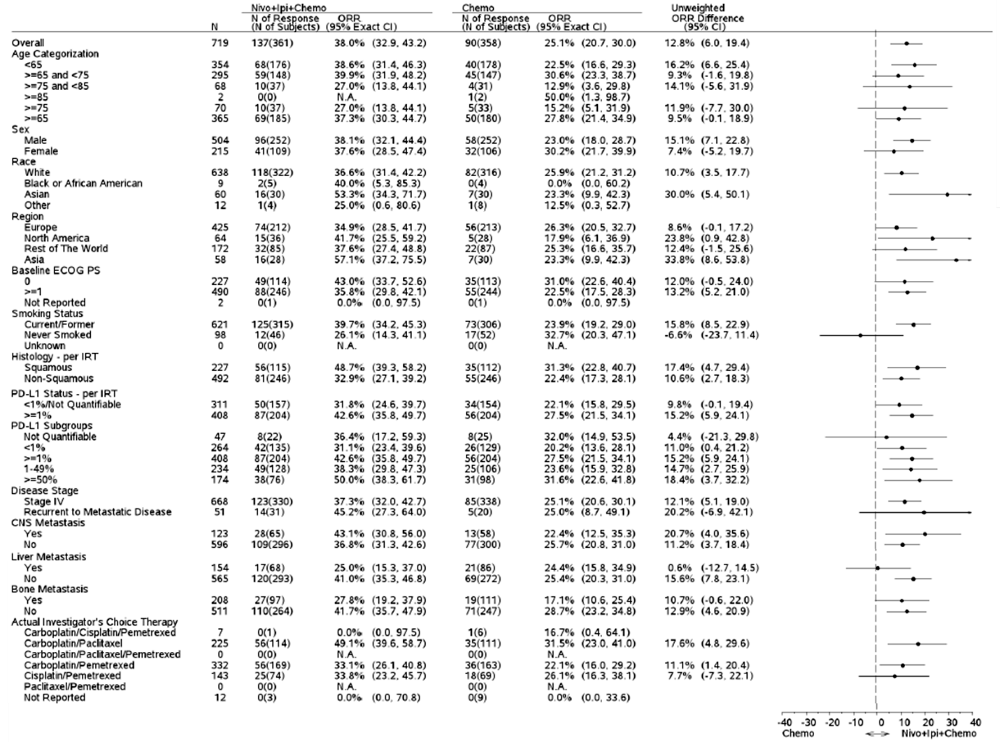 Nivo+Ipi+Chemo Chemo Unweighted
N of Response ORR N of Response ORR ORR Difference
N (N of Subjects) (95% Exact CI) (N of Subjects) (95% Exact CI) (95% CI)
Overall 719 137(361) 38.0% (32.9, 43.2) 90(358) 25.1% (20.7, 30.0) 12.8% (6.0, 19.4)
Age Categorization
<65 354 68(176) 38.6% (31.4, 46.3) 40(178) 22.5% (16.6, 29.3) 16.2% (6.6, 25.4)
>=65 and <75 295 59(148) 39.9% (31.9, 48.2) 45(147) 30.6% (23.3, 38.7) 9.3% (-1.6, 19.8)
>=75 and <85 68 10(37) 27.0% (13.8, 44.1) 4(31) 12.9% (3.6, 29.8) 14.1% (-5.6, 31.9)
>=85 2 0(0) N.A. 1(2) 50.0% (1.3, 98.7)
>=75 70 10(37) 27.0% (13.8, 44.1) 5(33) 15.2% (5.1, 31.9) 11.9% (-7.7, 30.0)
>=65 365 69(185) 37.3% (30.3, 44.7) 50(180) 27.8% (21.4, 34.9) 9.5% (-0.1, 18.9)
Sex
Male 504 96(252) 38.1% (32.1, 44.4) 58(252) 23.0% (18.0, 28.7) 15.1% (7.1, 22.8)
Female 215 41(109) 37.6% (28.5, 47.4) 32(106) 30.2% (21.7, 39.9) 7.4% (-5.2, 19.7)
Race
White 638 118(322) 36.6% (31.4, 42.2) 82(316) 25.9% (21.2, 31.2) 10.7% (3.5, 17.7)
Black or African American 9 2(5) 40.0% (5.3, 85.3) 0(4) 0.0% (0.0, 60.2)
Asian 60 16(30) 53.3% (34.3, 71.7) 7(30) 23.3% (9.9, 42.3) 30.0% (5.4, 50.1)
Other 12 1(4) 25.0% (0.6, 80.6) 1(8) 12.5% (0.3, 52.7)
Region
Europe 425 74(212) 34.9% (28.5, 41.7) 56(213) 26.3% (20.5, 32.7) 8.6% (-0.1, 17.2)
North America 64 15(36) 41.7% (25.5, 59.2) 5(28) 17.9% (6.1, 36.9) 23.8% (0.9, 42.8)
Rest of The World 172 32(85) 37.6% (27.4, 48.8) 22(87) 25.3% (16.6, 35.7) 12.4% (-1.5, 25.6)
Asia 58 16(28) 57.1% (37.2, 75.5) 7(30) 23.3% (9.9, 42.3) 33.8% (8.6, 53.8)
Baseline ECOG PS
0 227 49(114) 43.0% (33.7, 52.6) 35(113) 31.0% (22.6, 40.4) 12.0% (-0.5, 24.0)
>=1 490 88(246) 35.8% (29.8, 42.1) 55(244) 22.5% (17.5, 28.3) 13.2% (5.2, 21.0)
Not Reported 2 0(1) 0.0% (0.0, 97.5) 0(1) 0.0% (0.0, 97.5)
Smoking Status
Current/Former 621 125(315) 39.7% (34.2, 45.3) 73(306) 23.9% (19.2, 29.0) 15.8% (8.5, 22.9)
Never Smoked 98 12(46) 26.1% (14.3, 41.1) 17(52) 32.7% (20.3, 47.1) -6.6% (-23.7, 11.4)
Unknown 0 0(0) N.A. 0(0) N.A.
Histology - per IRT
Squamous 227 56(115) 48.7% (39.3, 58.2) 35(112) 31.3% (22.8, 40.7) 17.4% (4.7, 29.4)
Non-Squamous 492 81(246) 32.9% (27.1, 39.2) 55(246) 22.4% (17.3, 28.1) 10.6% (2.7, 18.3)
PD-L1 Status - per IRT
<1%/Not Quantifiable 311 50(157) 31.8% (24.6, 39.7) 34(154) 22.1% (15.8, 29.5) 9.8% (-0.1, 19.4)
>=1% 408 87(204) 42.6% (35.8, 49.7) 56(204) 27.5% (21.5, 34.1) 15.2% (5.9, 24.1)
PD-L1 Subgroups
Not Quantifiable 47 8(22) 36.4% (17.2, 59.3) 8(25) 32.0% (14.9, 53.5) 4.4% (-21.3, 29.8)
<1% 264 42(135) 31.1% (23.4, 39.6) 26(129) 20.2% (13.6, 28.1) 11.0% (0.4, 21.2)
>=1% 408 87(204) 42.6% (35.8, 49.7) 56(204) 27.5% (21.5, 34.1) 15.2% (5.9, 24.1)
1-49% 234 49(128) 38.3% (29.8, 47.3) 25(106) 23.6% (15.9, 32.8) 14.7% (2.7, 25.9)
>=50% 174 38(76) 50.0% (38.3, 61.7) 31(98) 31.6% (22.6, 41.8) 18.4% (3.7, 32.2)
Disease Stage
Stage IV 668 123(330) 37.3% (32.0, 42.7) 85(338) 25.1% (20.6, 30.1) 12.1% (5.1, 19.0)
Recurrent to Metastatic Disease 51 14(31) 45.2% (27.3, 64.0) 5(20) 25.0% (8.7, 49.1) 20.2% (-6.9, 42.1)
CNS Metastasis
Yes 123 28(65) 43.1% (30.8, 56.0) 13(58) 22.4% (12.5, 35.3) 20.7% (4.0, 35.6)
No 596 109(296) 36.8% (31.3, 42.6) 77(300) 25.7% (20.8, 31.0) 11.2% (3.7, 18.4)
Liver Metastasis
Yes 154 17(68) 25.0% (15.3, 37.0) 21(86) 24.4% (15.8, 34.9) 0.6% (-12.7, 14.5)
No 565 120(293) 41.0% (35.3, 46.8) 69(272) 25.4% (20.3, 31.0) 15.6% (7.8, 23.1)
Bone Metastasis
Yes 208 27(97) 27.8% (19.2, 37.9) 19(111) 17.1% (10.6, 25.4) 10.7% (-0.6, 22.0)
No 511 110(264) 41.7% (35.7, 47.9) 71(247) 28.7% (23.2, 34.8) 12.9% (4.6, 20.9)
Actual Investigator's Choice Therapy
Carboplatin/Cisplatin/Pemetrexed 7 0(1) 0.0% (0.0, 97.5) 1(6) 16.7% (0.4, 64.1)
Carboplatin/Paclitaxel 225 56(114) 49.1% (39.6, 58.7) 35(111) 31.5% (23.0, 41.0) 17.6% (4.8, 29.6)
Carboplatin/Paclitaxel/Pemetrexed 0 0(0) N.A. 0(0) N.A.
Carboplatin/Pemetrexed 332 56(169) 33.1% (26.1, 40.8) 36(163) 22.1% (16.0, 29.2) 11.1% (1.4, 20.4)
Cisplatin/Pemetrexed 143 25(74) 33.8% (23.2, 45.7) 18(69) 26.1% (16.3, 38.1) 7.7% (-7.3, 22.1)
Paclitaxel/Pemetrexed 0 0(0) N.A. 0(0) N.A.
Not Reported 12 0(3) 0.0% (0.0, 70.8) 0(9) 0.0% (0.0, 33.6)
-40 -30 -20 -10 0 10 20 30 40
Chemo Nivo+Ipi+Chemo